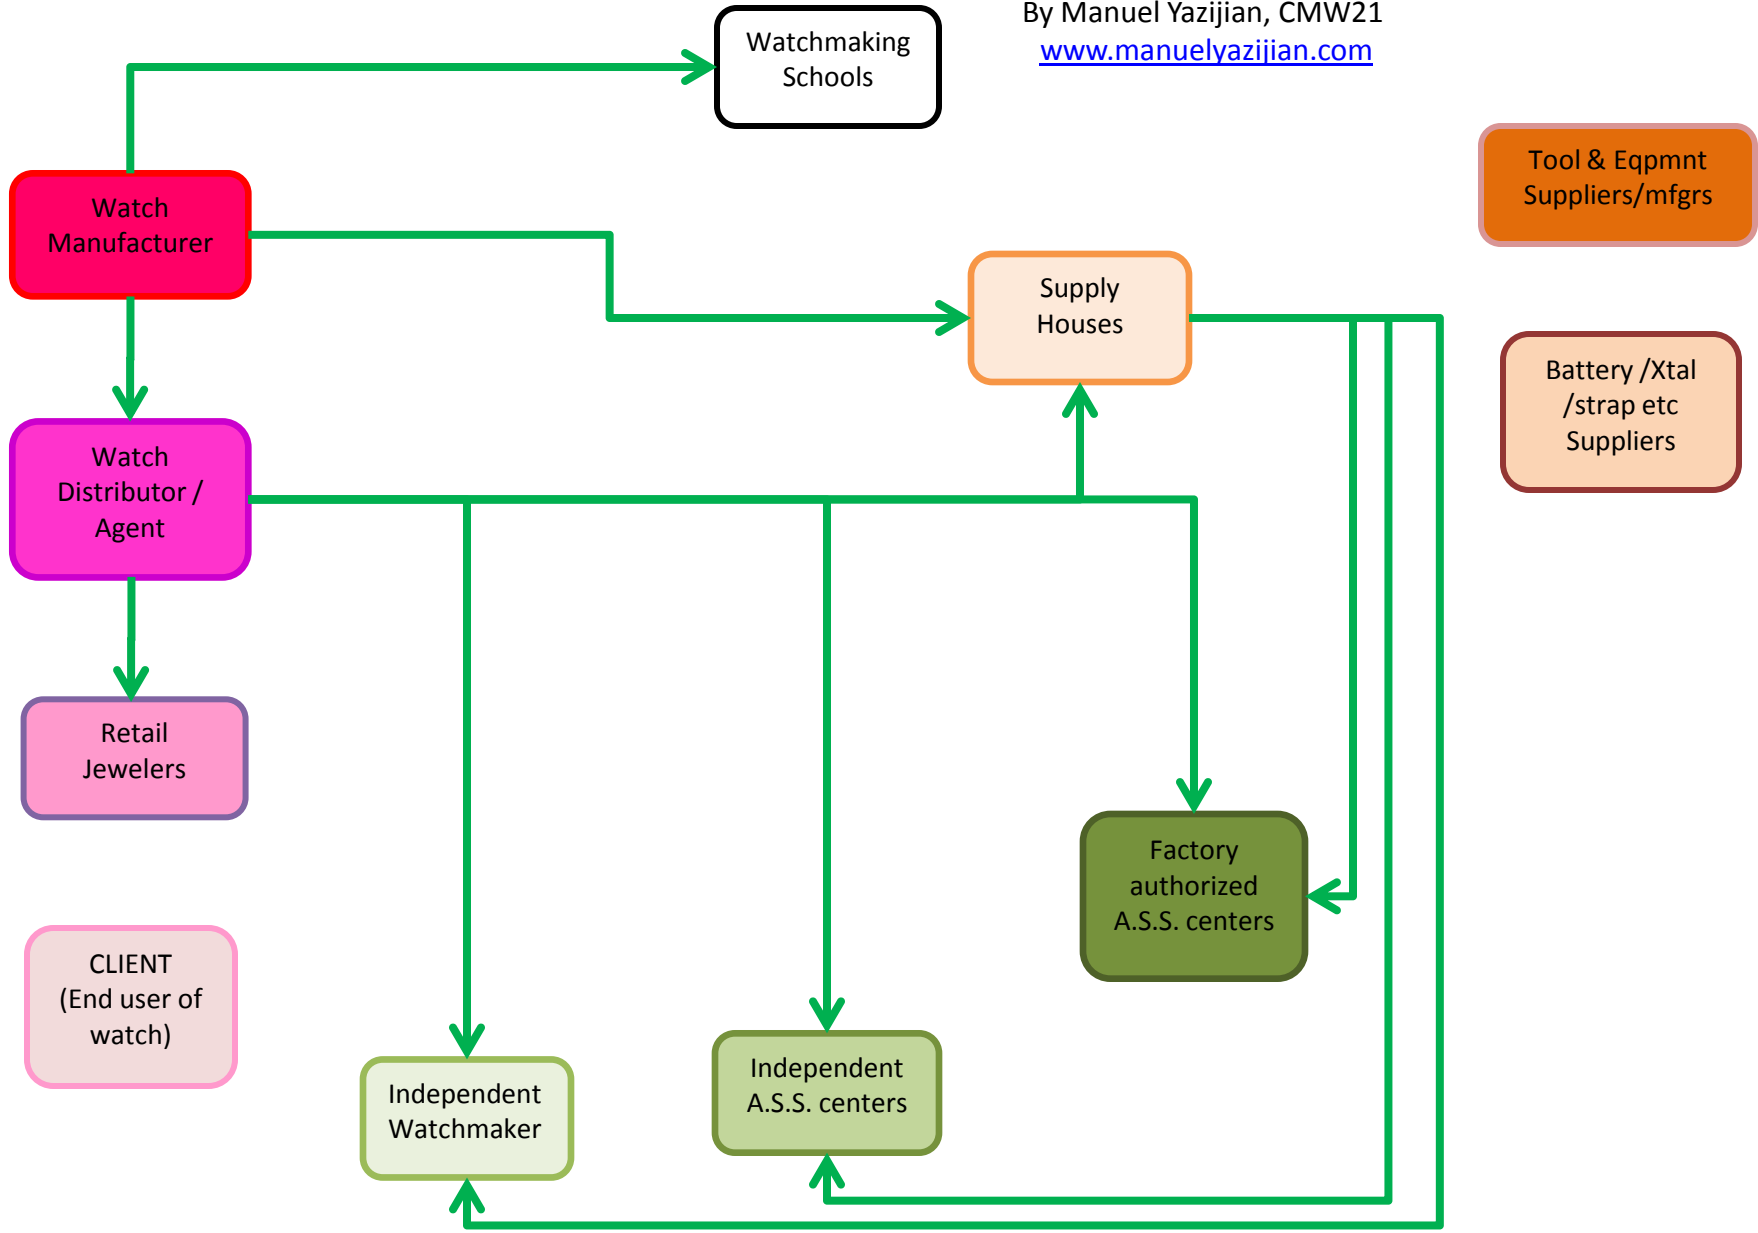 By Manuel Yazijian, CMW21
www.manuelyazijian.com
Watchmaking
Schools
Tool & Eqpmnt
Suppliers/mfgrs
Watch
Manufacturer
Supply
Houses
Battery /Xtal
/strap etc
Suppliers
Watch
Distributor /
Agent
Retail
Jewelers
Factory
authorized
A.S.S. centers
CLIENT
(End user of
watch)
Independent
Watchmaker
Independent
A.S.S. centers